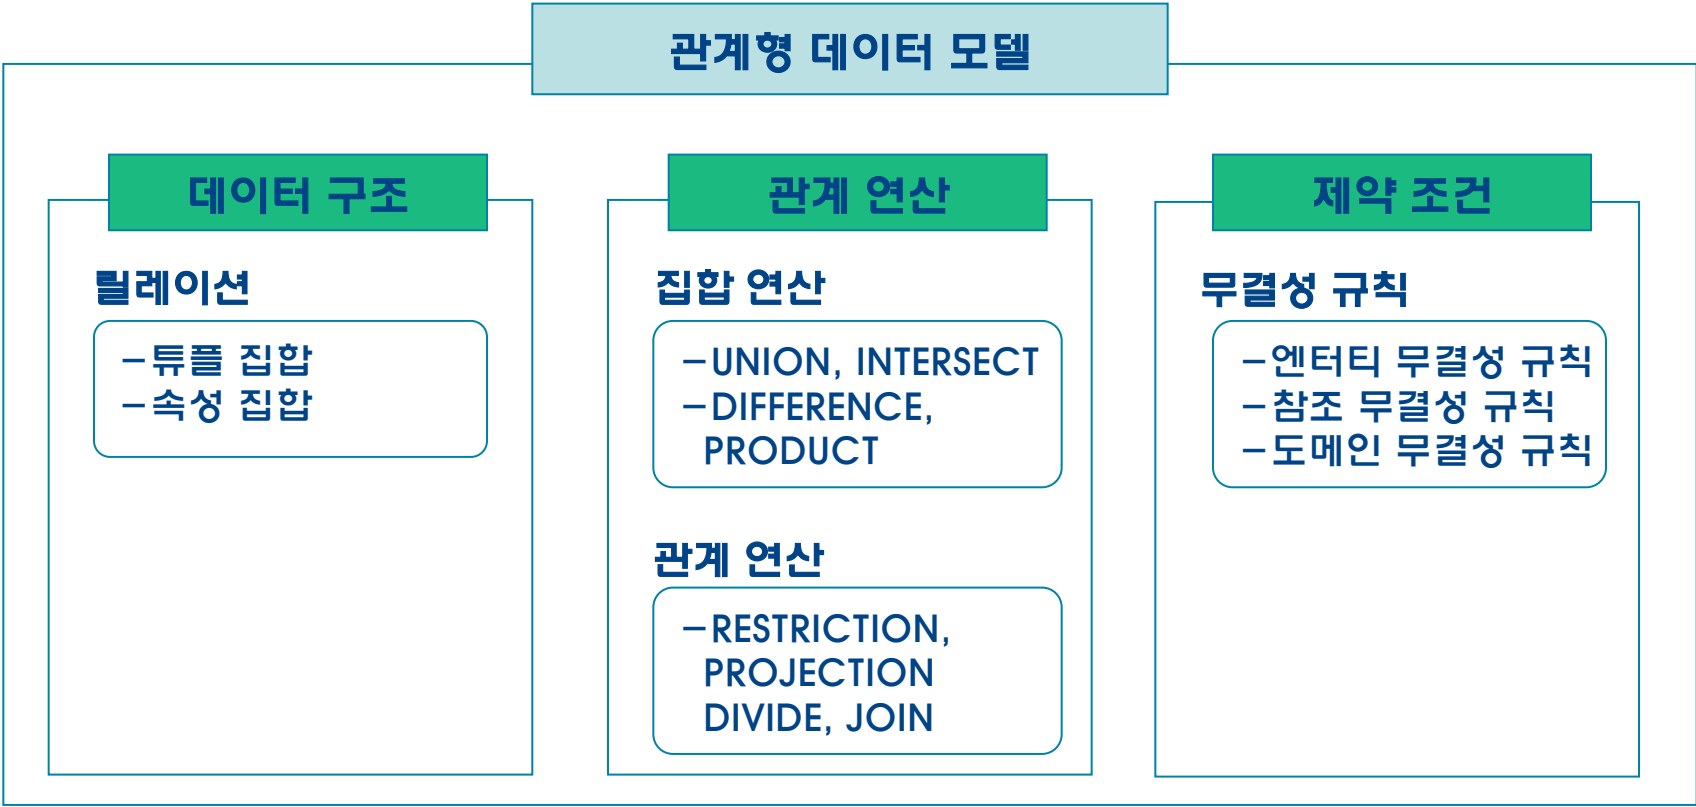 관계형 데이터 모델
데이터 구조
릴레이션
–튜플 집합
–속성 집합
관계 연산
집합 연산
–UNION, INTERSECT
–DIFFERENCE,
PRODUCT
관계 연산
–RESTRICTION,
PROJECTION
DIVIDE, JOIN
제약 조건
무결성 규칙
–엔터티 무결성 규칙
–참조 무결성 규칙
–도메인 무결성 규칙